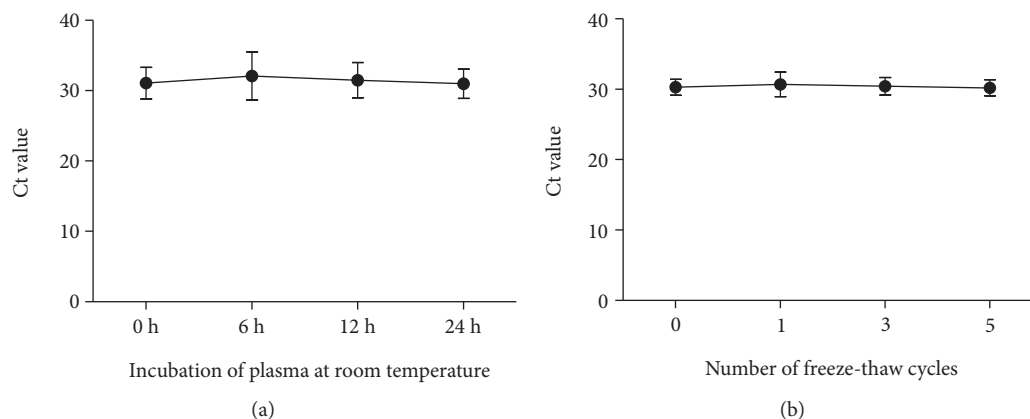 40
30
20
10
0
Ct value
0 h
6 h
12 h
24 h
Incubation of plasma at room temperature
(a)
40
30
20
10
0
Ct value
0
1
3
5
Number of freeze-thaw cycles
(b)